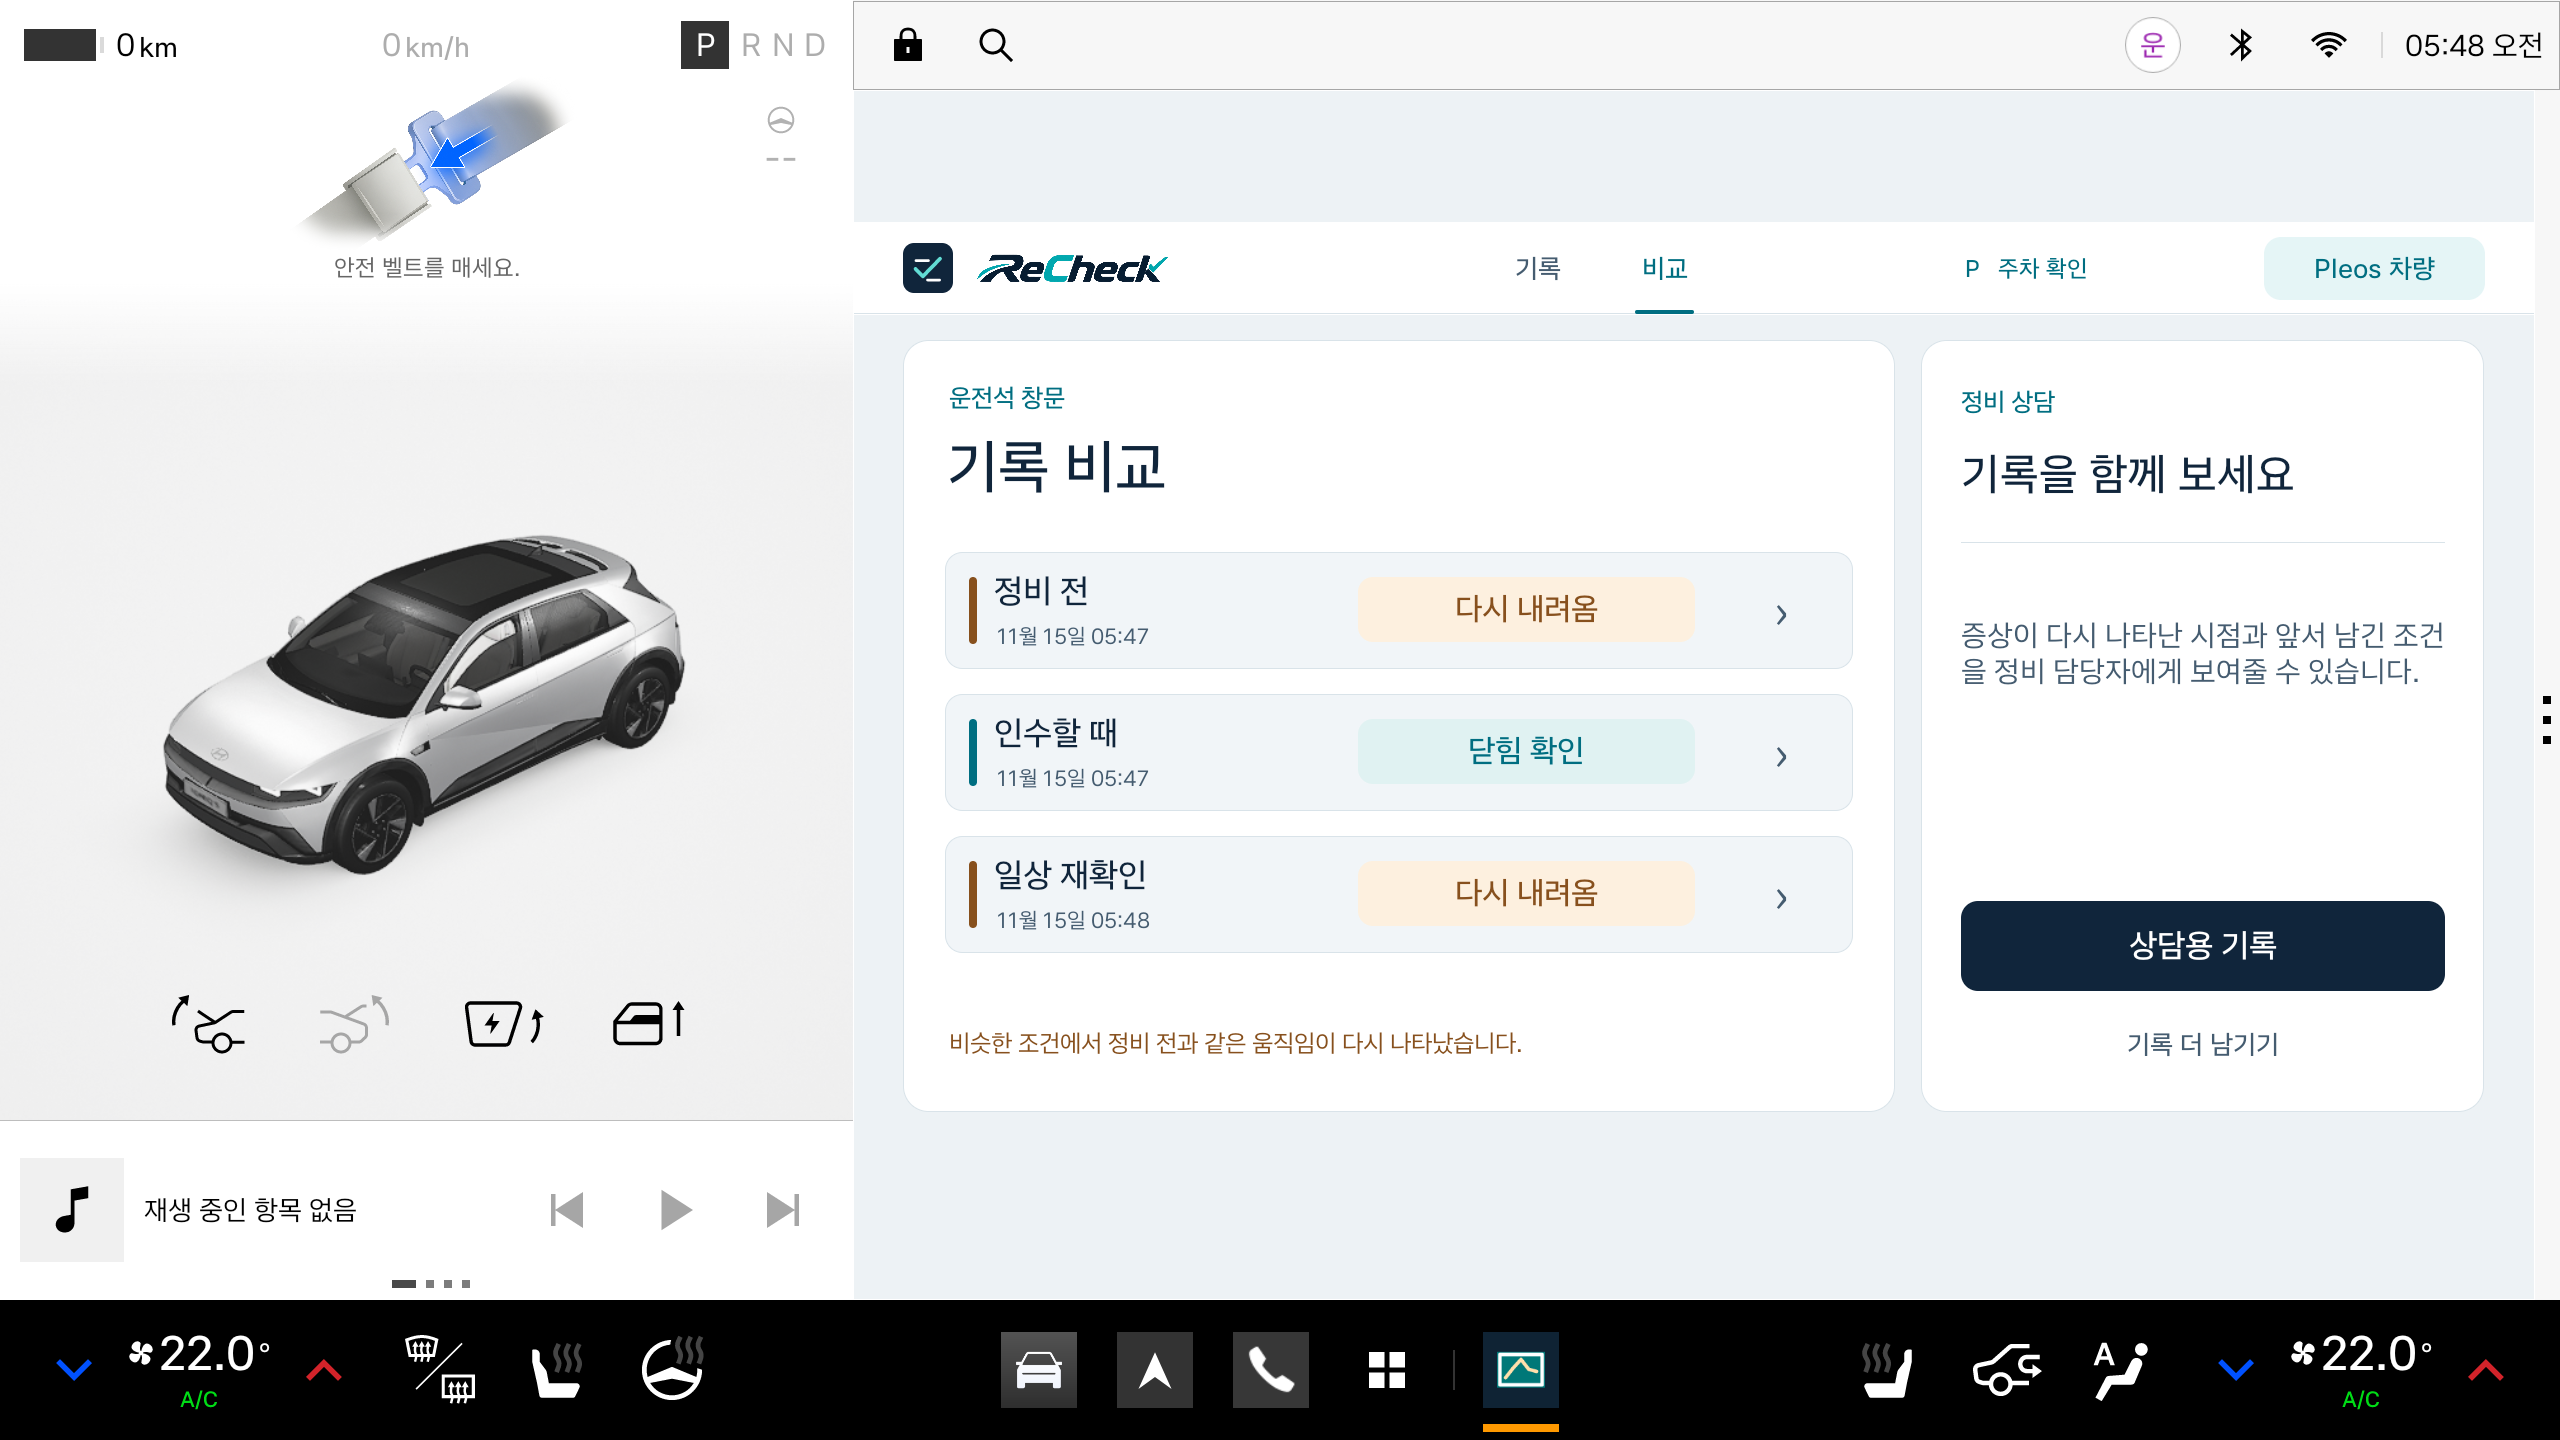 0 km
0 km/h
P R N D
안전 벨트를 매세요.
--
재생 중인 항목 없음
운
05:48 오전
ReCheck
기록
비교
P 주차 확인
Pleos 차량
운전석 창문
기록 비교
정비 전
11월 15일 05:47
다시 내려옴
인수할 때
11월 15일 05:47
닫힘 확인
일상 재확인
11월 15일 05:48
다시 내려옴
비슷한 조건에서 정비 전과 같은 움직임이 다시 나타났습니다.
정비 상담
기록을 함께 보세요
증상이 다시 나타난 시점과 앞서 남긴 조건
을 정비 담당자에게 보여줄 수 있습니다.
상담용 기록
기록 더 남기기
22.0°
A/C
A
22.0°
A/C